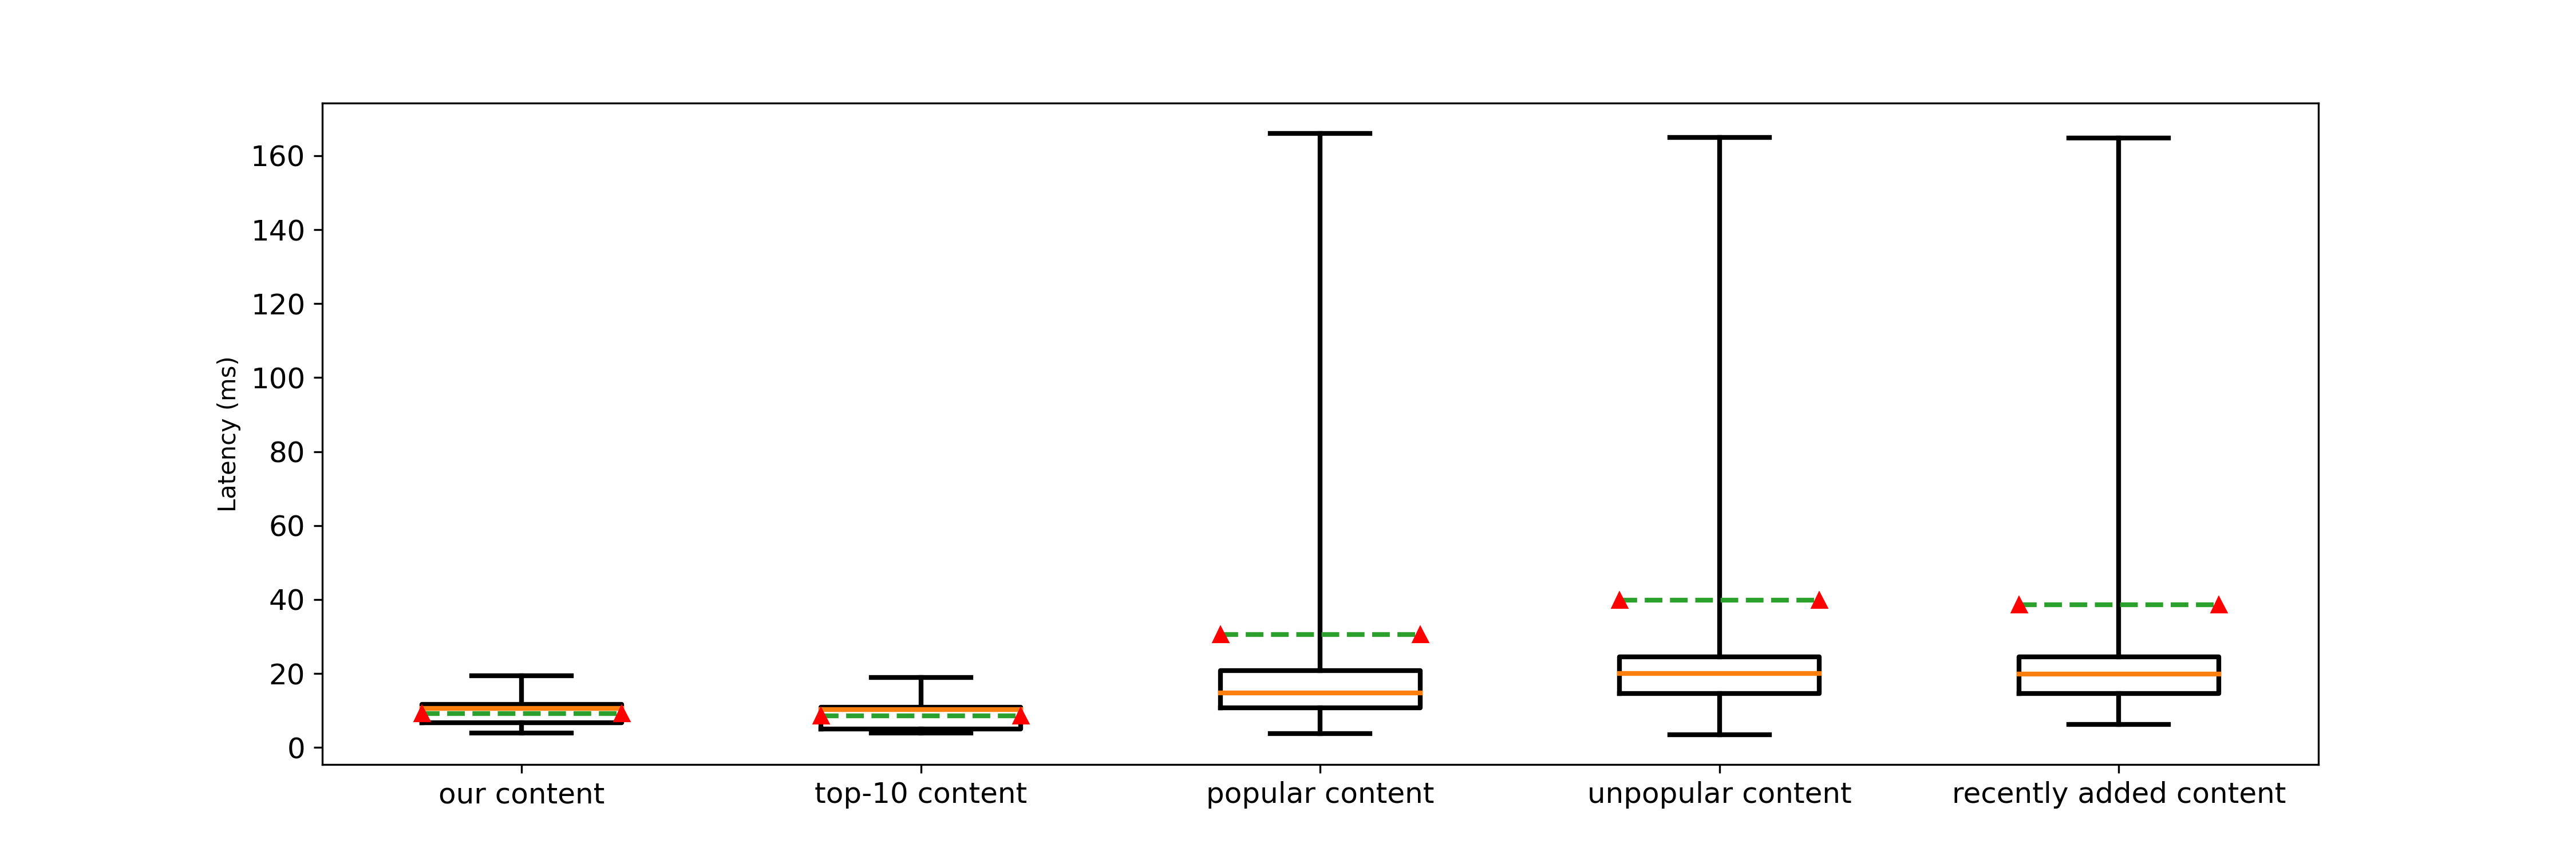 Latency (ms)
160
140
120
100
80
60
40
20
0
our content
top-10 content
popular content
unpopular content
recently added content